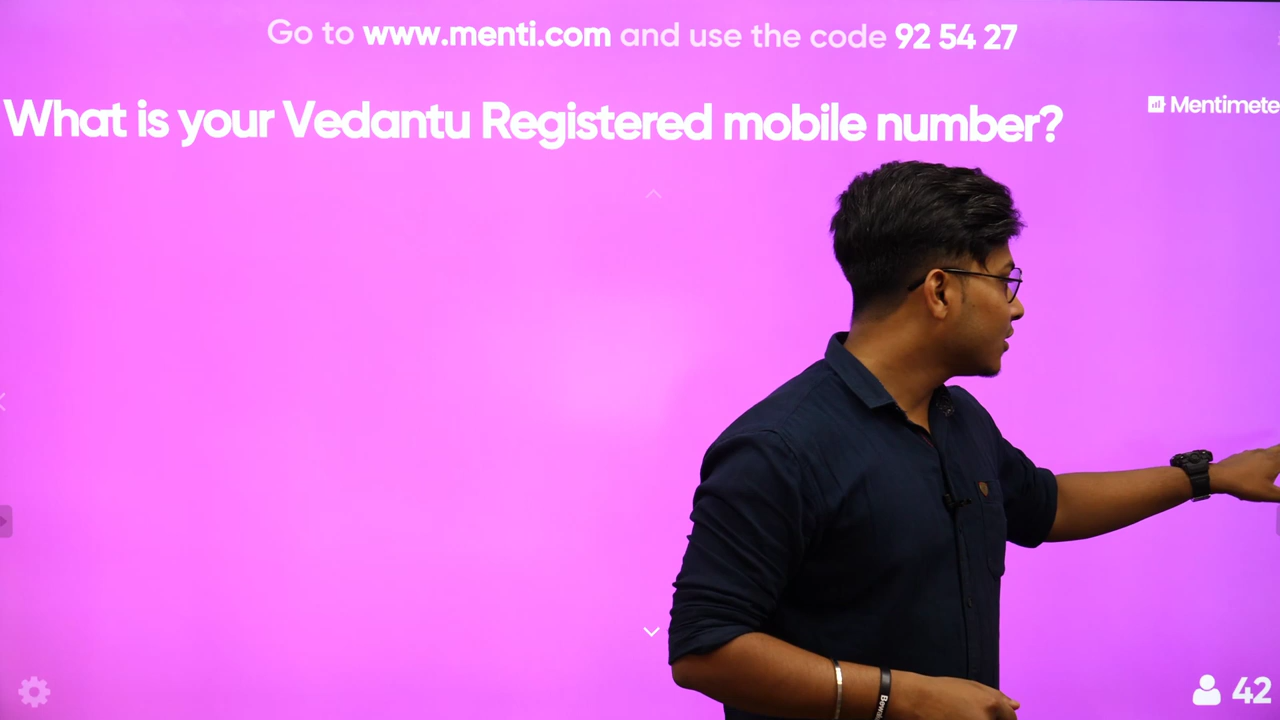 Go to www.menti.com and use the code 92 54 27
What is your Vedantu Registered mobile number?
Mentimete
42